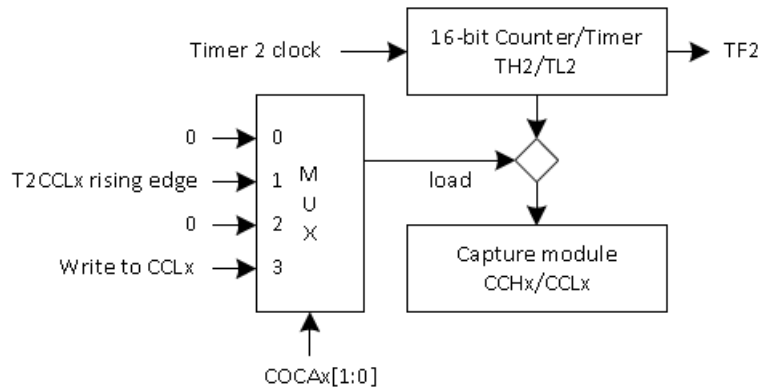 16-bit Counter/Timer
Timer 2 clock
TH2/TL2
TF2
0
0
T2CCLx rising edge
1
M
load
0
2
U
X
Write to CCLx
3
Capture module
CCHx/CCLx
COCAx[1:0]